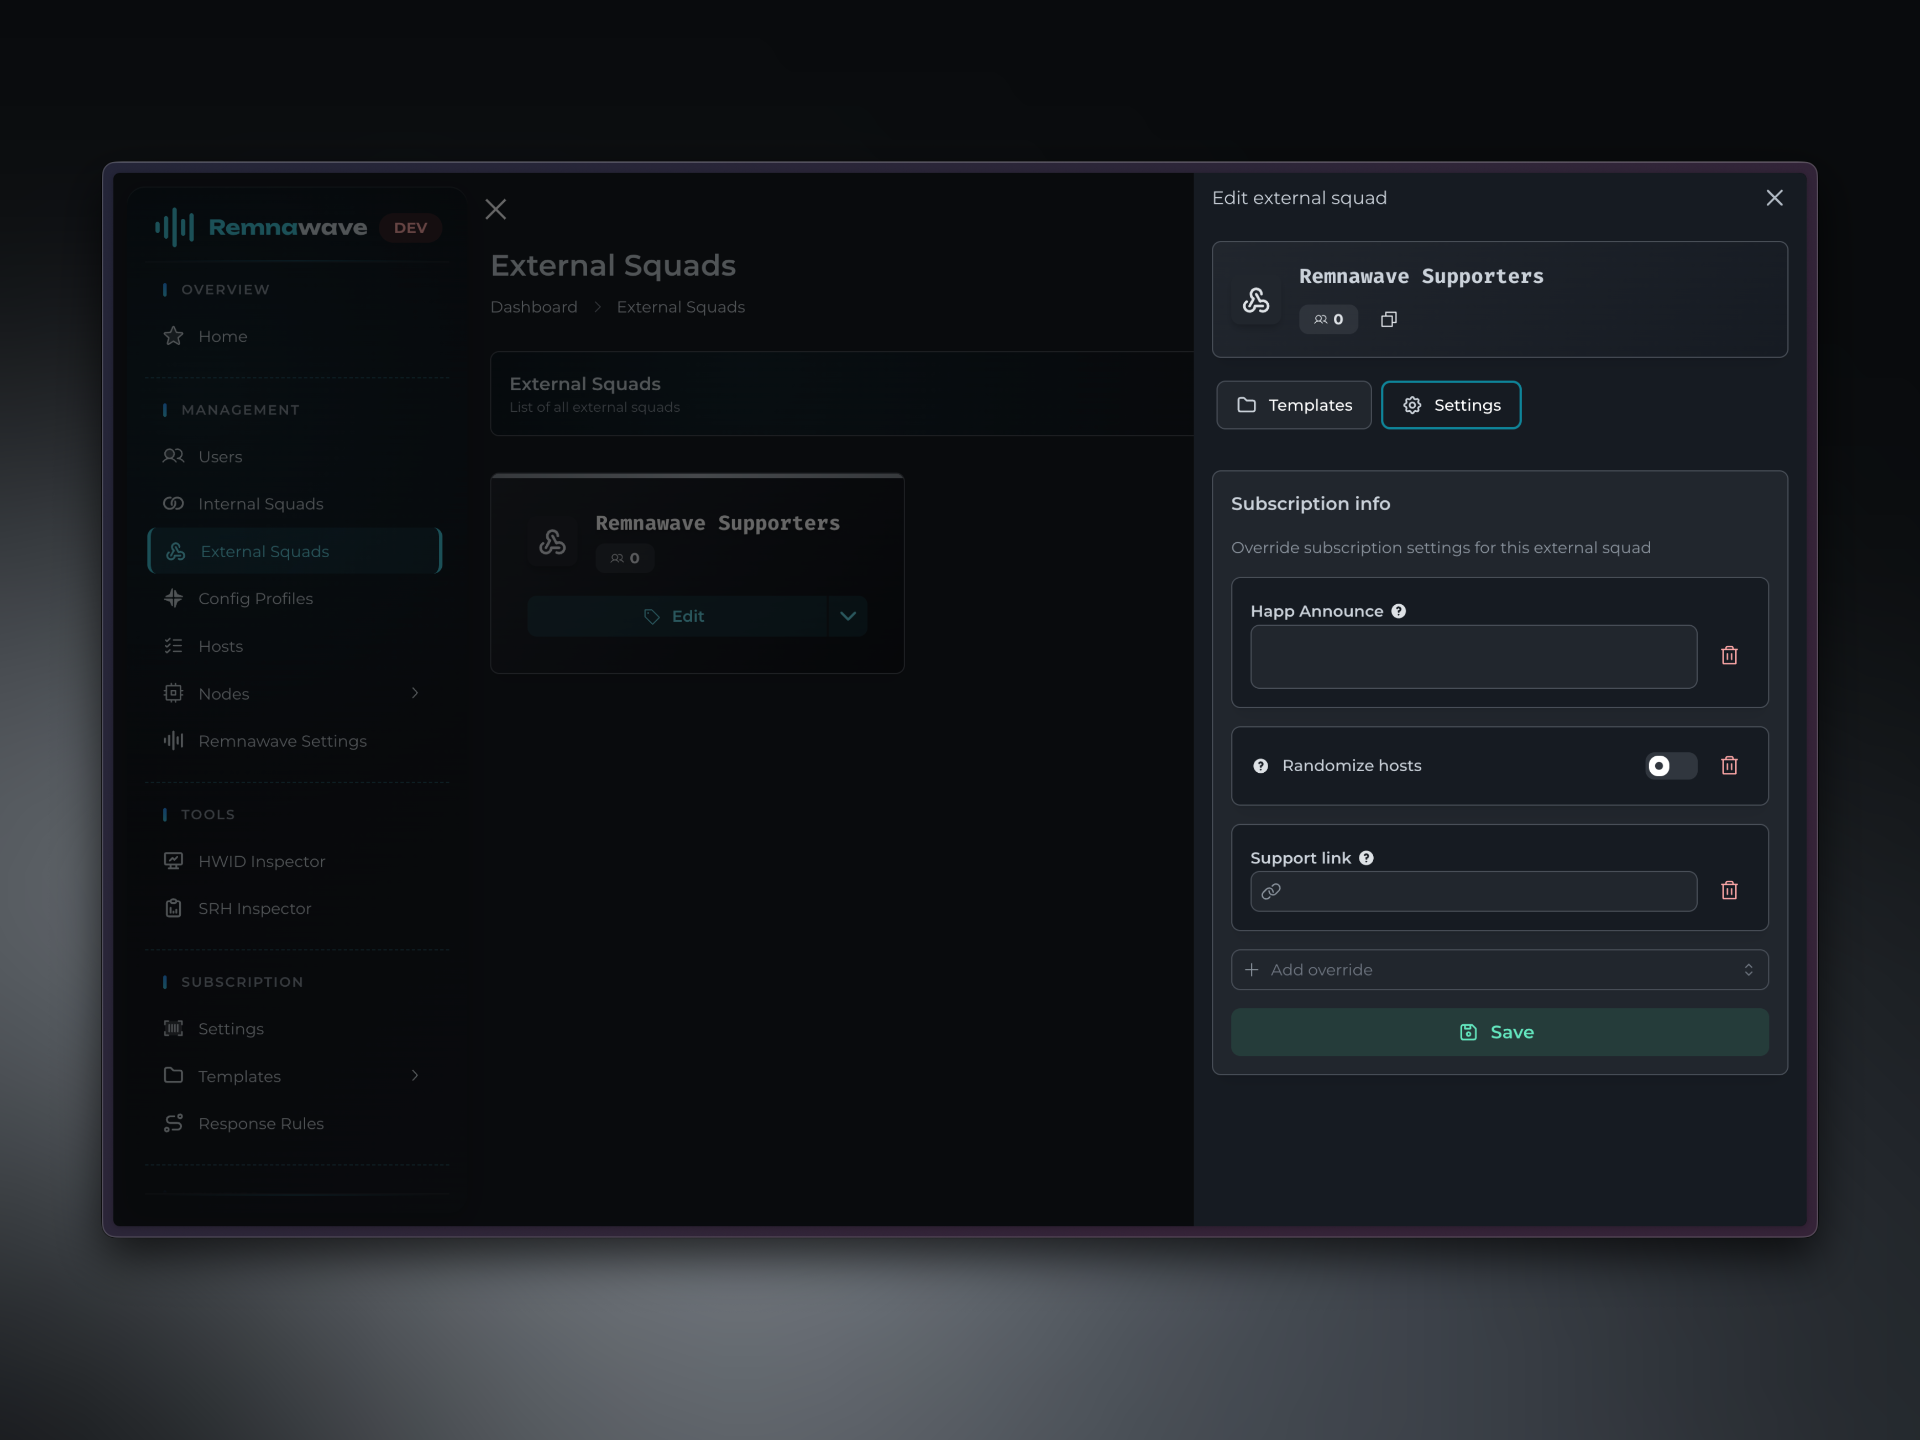 Remnawave DEV
OVERVIEW
Home
MANAGEMENT
Users
Internal Squads
External Squads
Config Profiles
Hosts
Nodes
Remnawave Settings
TOOLS
HWID Inspector
SRH Inspector
SUBSCRIPTION
Settings
Templates
Response Rules
External Squads
Dashboard > External Squads
External Squads
List of all external squads
Remnawave Supporters
0
Edit
Edit external squad
Remnawave Supporters
0
Templates Settings
Subscription info
Override subscription settings for this external squad
Happ Announce
Randomize hosts
Support link
Add override
Save